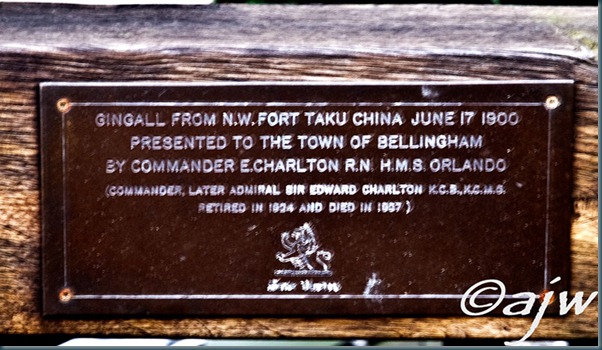 GINGALL FROM N.W. FORT TAKU CHINA JUNE 17 1900
PRESENTED TO THE TOWN OF BELLINGHAM
BY COMMANDER E.CHARLTON R.N. H.M.S. ORLANDO
(COMMANDER, LATER ADMIRAL SIR EDWARD CHARLTON K.C.B., K.C.M.G.
RETIRED IN 1924 AND DIED IN 1937)
©ajw